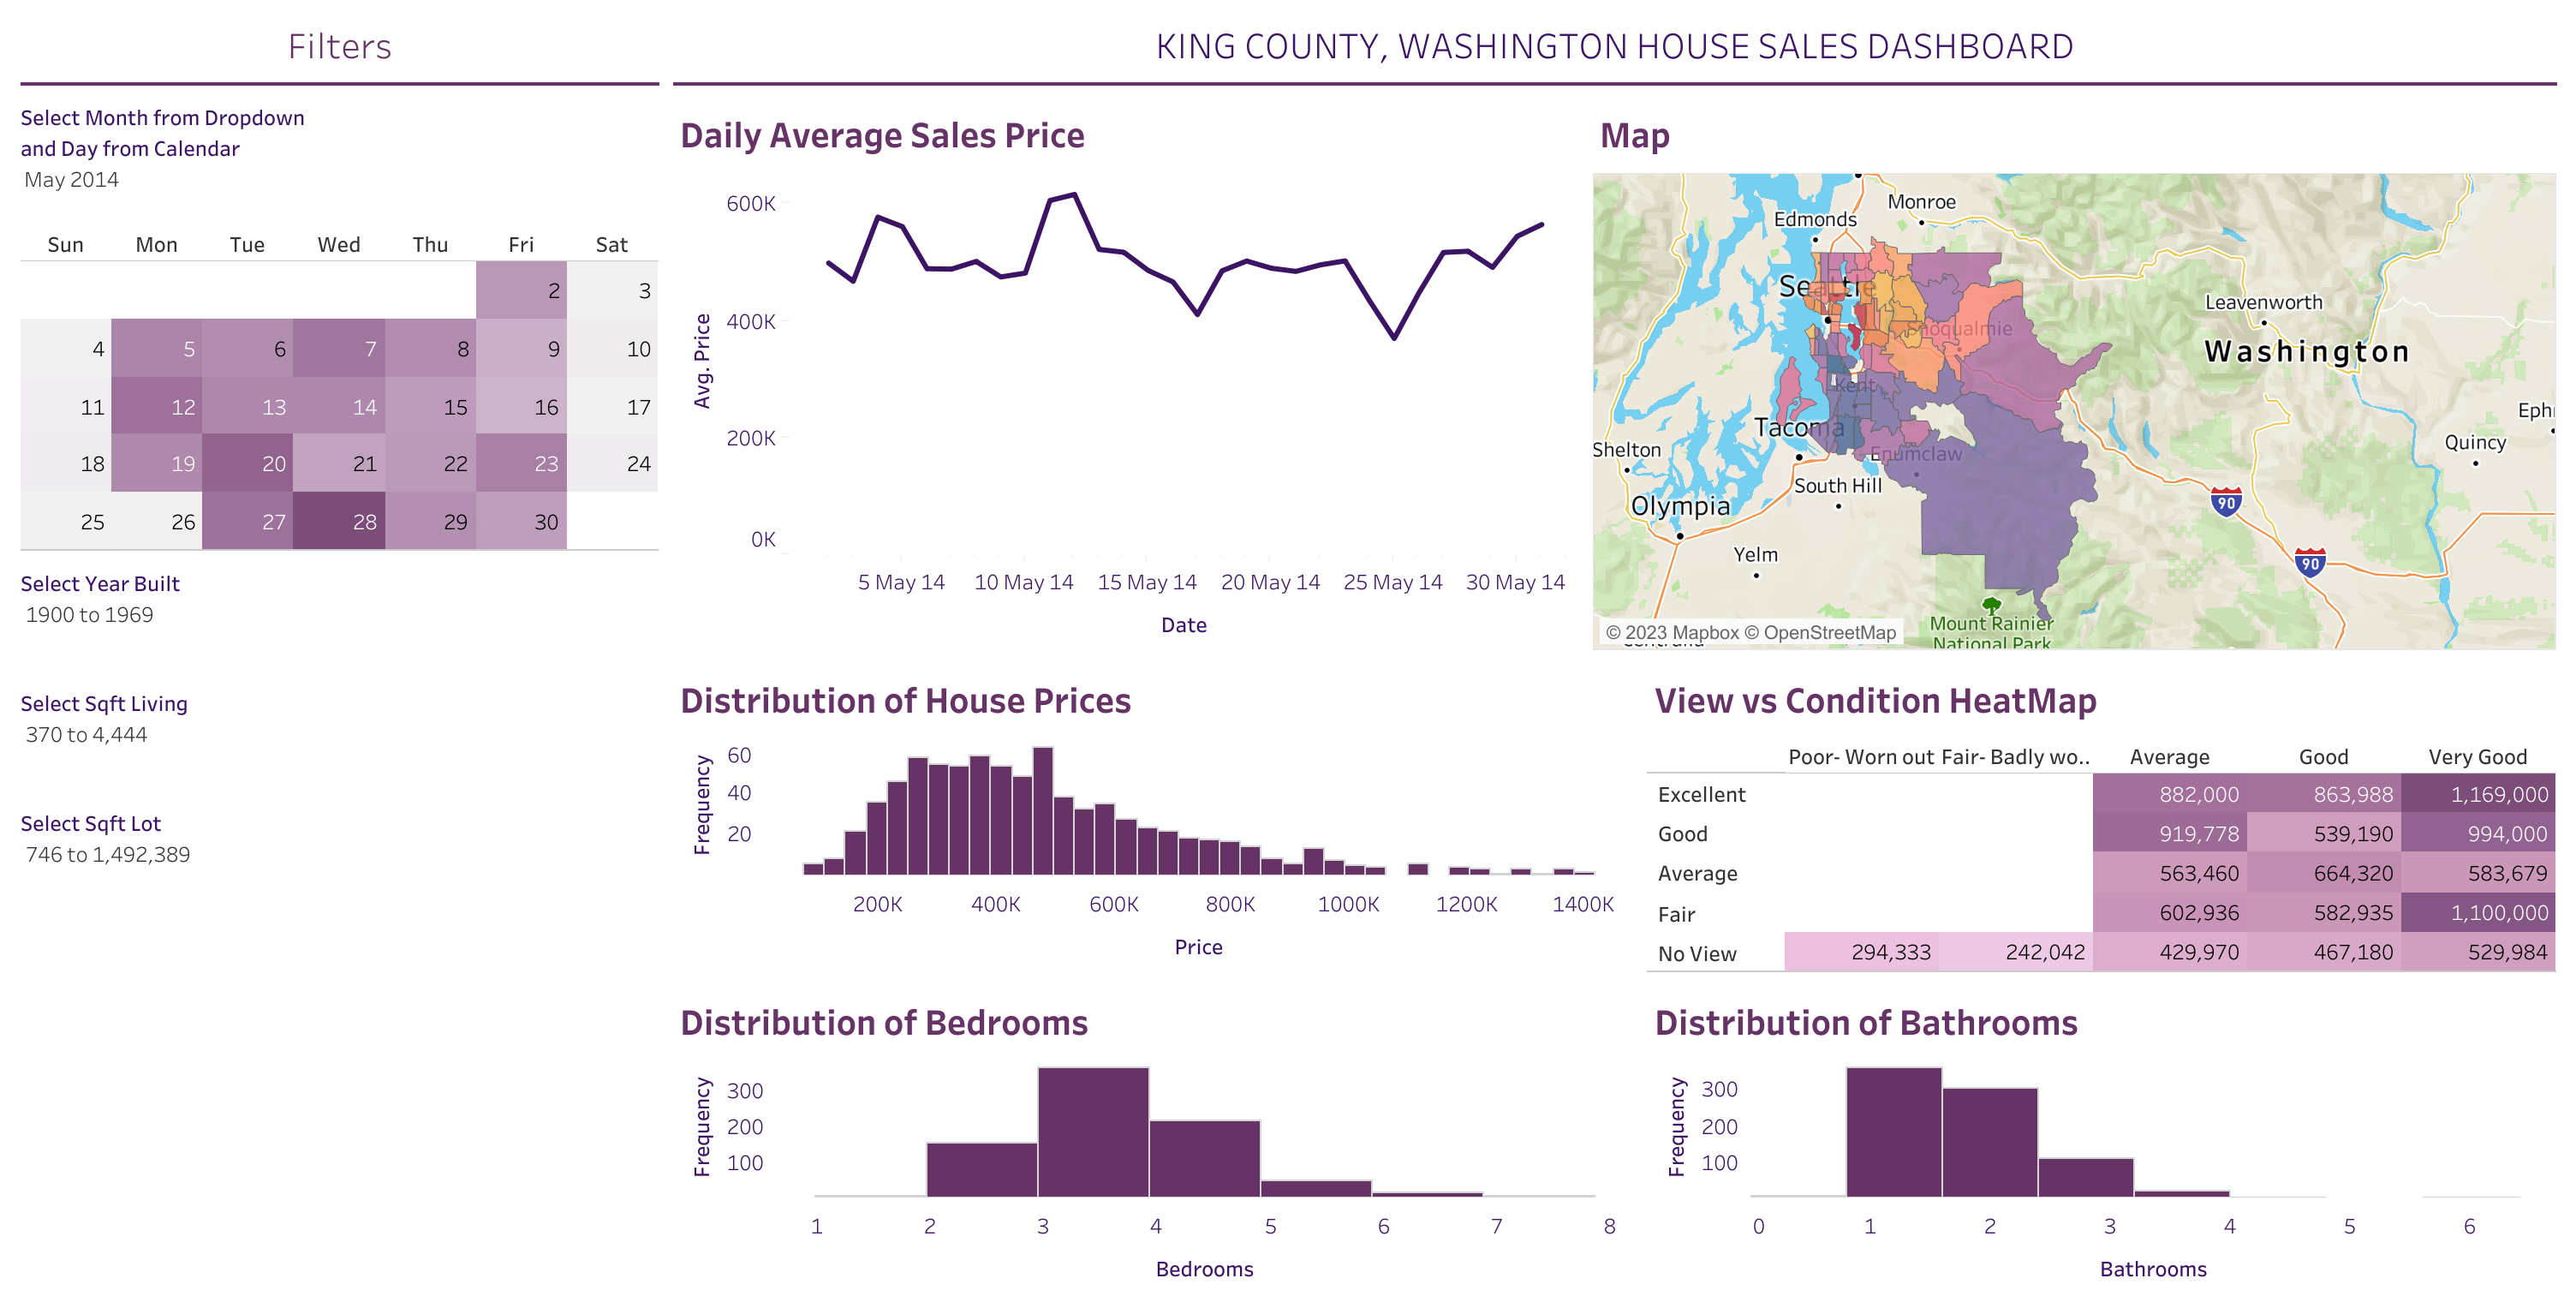 Filters
KING COUNTY, WASHINGTON HOUSE SALES DASHBOARD
Select Month from Dropdown
and Day from Calendar
May 2014
Sun Mon Tue Wed Thu Fri Sat
2 3
4 5 6 7 8 9 10
11 12 13 14 15 16 17
18 19 20 21 22 23 24
25 26 27 28 29 30
Select Year Built
1900 to 1969
Select Sqft Living
370 to 4,444
Select Sqft Lot
746 to 1,492,389
Daily Average Sales Price
Avg. Price
600K
400K
200K
0K
5 May 14 10 May 14 15 May 14 20 May 14 25 May 14 30 May 14
Date
Map
Monroe
Edmonds
Seattle
Leavenworth
Snoqualmie
Washington
Kent
Ephr
Tacoma
Quincy
Shelton
Enumclaw
South Hill
90
Olympia
Yelm
90
Mount Rainier
National Park
© 2023 Mapbox © OpenStreetMap
Distribution of House Prices
Frequency
60
40
20
200K 400K 600K 800K 1000K 1200K 1400K
Price
View vs Condition HeatMap
Poor- Worn out Fair- Badly wo.. Average Good Very Good
Excellent 882,000 863,988 1,169,000
Good 919,778 539,190 994,000
Average 563,460 664,320 583,679
Fair 602,936 582,935 1,100,000
No View 294,333 242,042 429,970 467,180 529,984
Distribution of Bedrooms
Frequency
300
200
100
1 2 3 4 5 6 7 8
Bedrooms
Distribution of Bathrooms
Frequency
300
200
100
0 1 2 3 4 5 6
Bathrooms